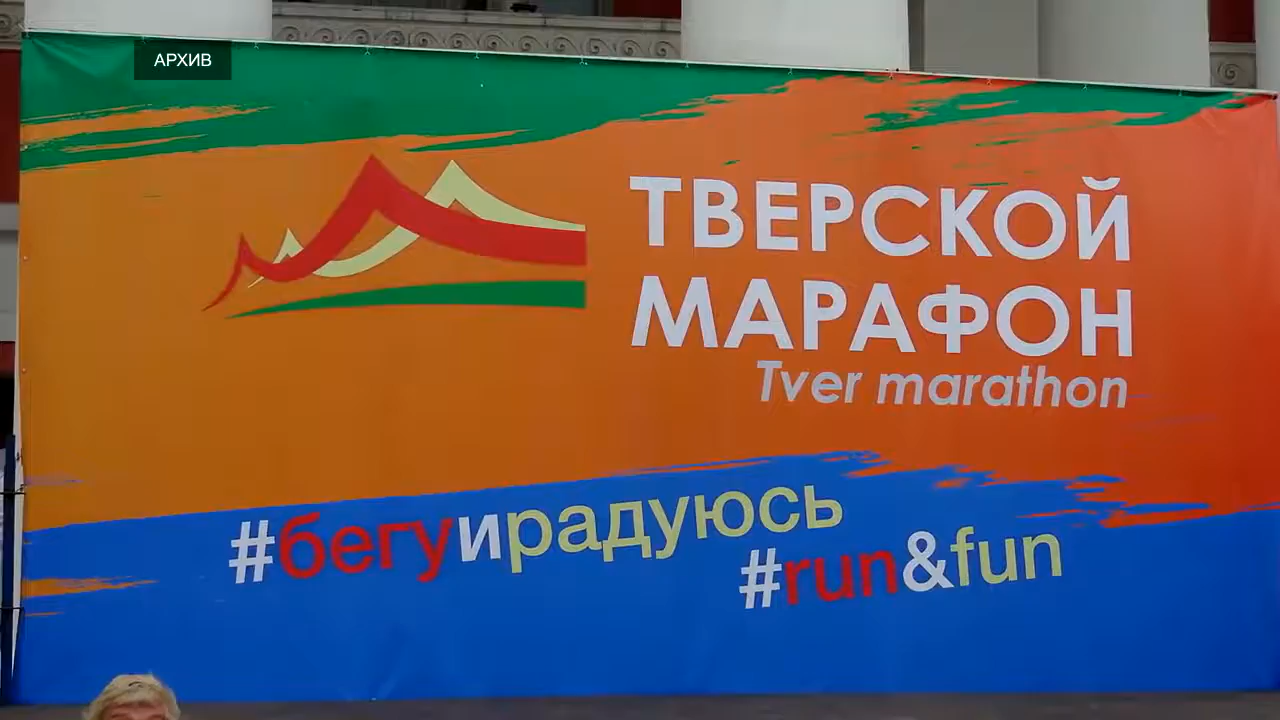 АРХИВ
ТВЕРСКОЙ
МАРАФОН
Tver marathon
#бегуирадуюсь
#run&fun